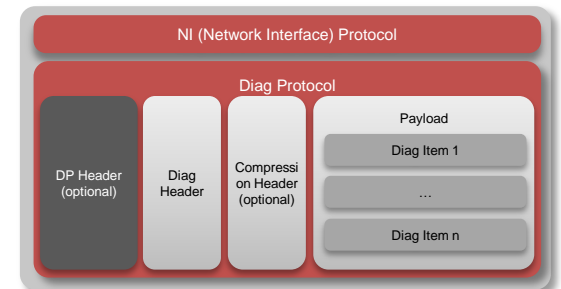 NI (Network Interface) Protocol
Diag Protocol
DP Header
(optional)
Diag
Header
Compressi
on Header
(optional)
Payload
Diag Item 1
…
Diag Item n